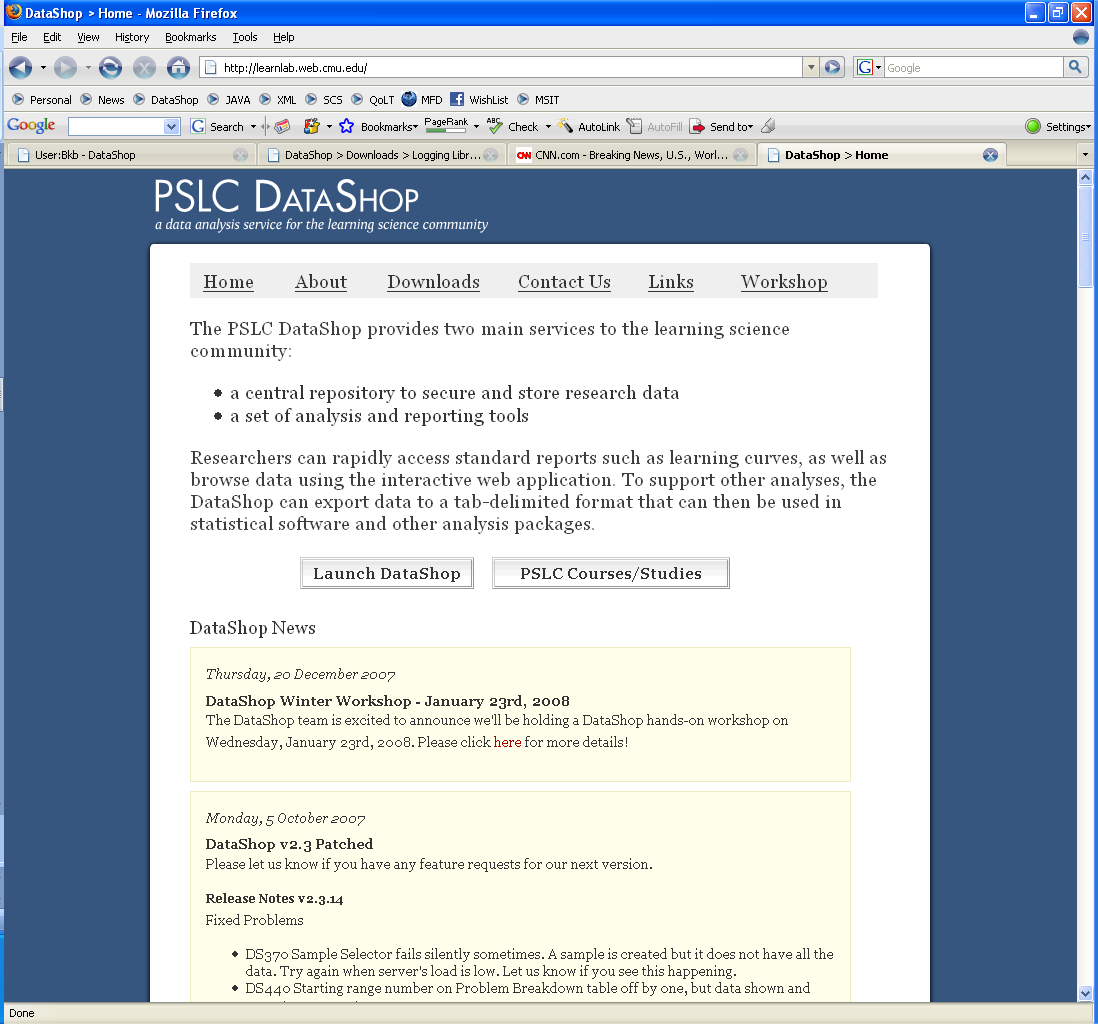 DataShop > Home - Mozilla Firefox
File Edit View History Bookmarks Tools Help
http://learnlab.web.cmu.edu/ G Google
Personal News DataShop JAVA XML SCS QoLT MFD WishList MSIT
Google G Search Bookmarks PageRank ABC Check AutoLink AutoFill Send to Settings
User:Bkb - DataShop DataShop > Downloads > Logging Libr... CNN CNN.com - Breaking News, U.S., Worl... DataShop > Home
PSLC DATASHOP
a data analysis service for the learning science community
Home About Downloads Contact Us Links Workshop
The PSLC DataShop provides two main services to the learning science
community:
• a central repository to secure and store research data
• a set of analysis and reporting tools
Researchers can rapidly access standard reports such as learning curves, as well as
browse data using the interactive web application. To support other analyses, the
DataShop can export data to a tab-delimited format that can then be used in
statistical software and other analysis packages.
Launch DataShop PSLC Courses/Studies
DataShop News
Thursday, 20 December 2007
DataShop Winter Workshop - January 23rd, 2008
The DataShop team is excited to announce we'll be holding a DataShop hands-on workshop on
Wednesday, January 23rd, 2008. Please click here for more details!
Monday, 5 October 2007
DataShop v2.3 Patched
Please let us know if you have any feature requests for our next version.
Release Notes v2.3.14
Fixed Problems
• DS370 Sample Selector fails silently sometimes. A sample is created but it does not have all the
data. Try again when server's load is low. Let us know if you see this happening.
• DS440 Starting range number on Problem Breakdown table off by one, but data shown and
Done